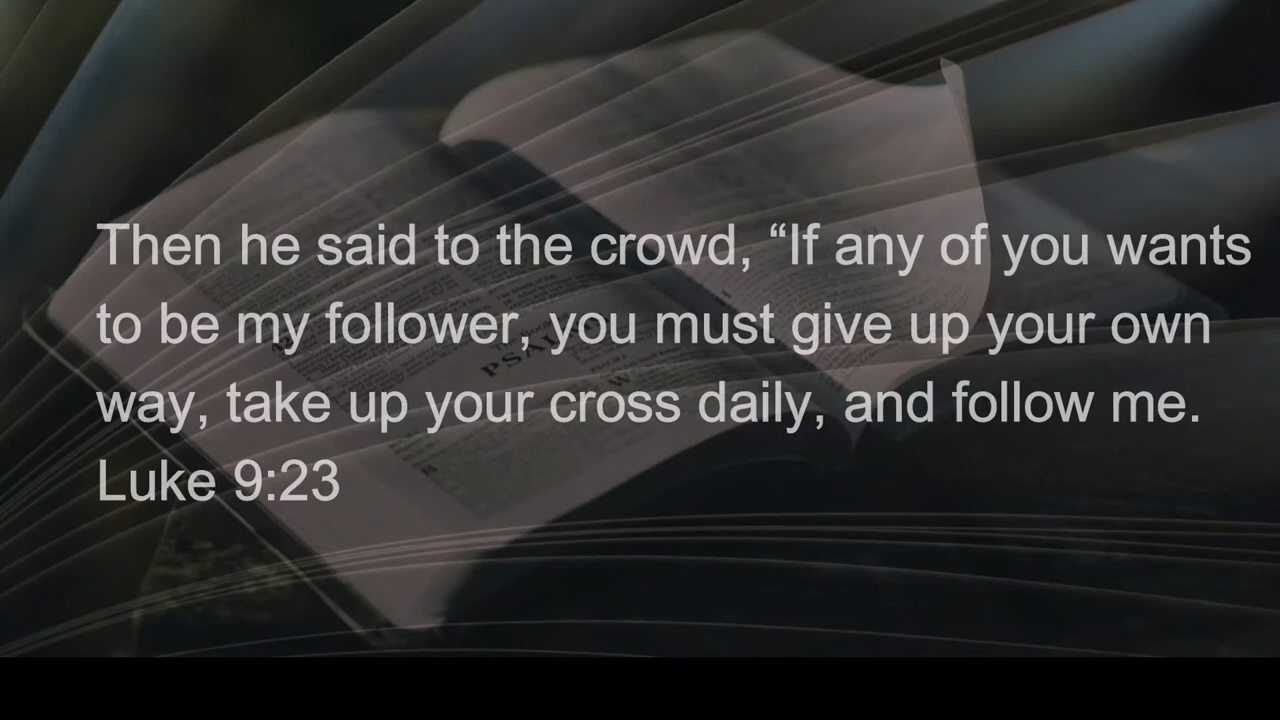 Then he said to the crowd, “If any of you wants
to be my follower, you must give up your own
way, take up your cross daily, and follow me.
Luke 9:23